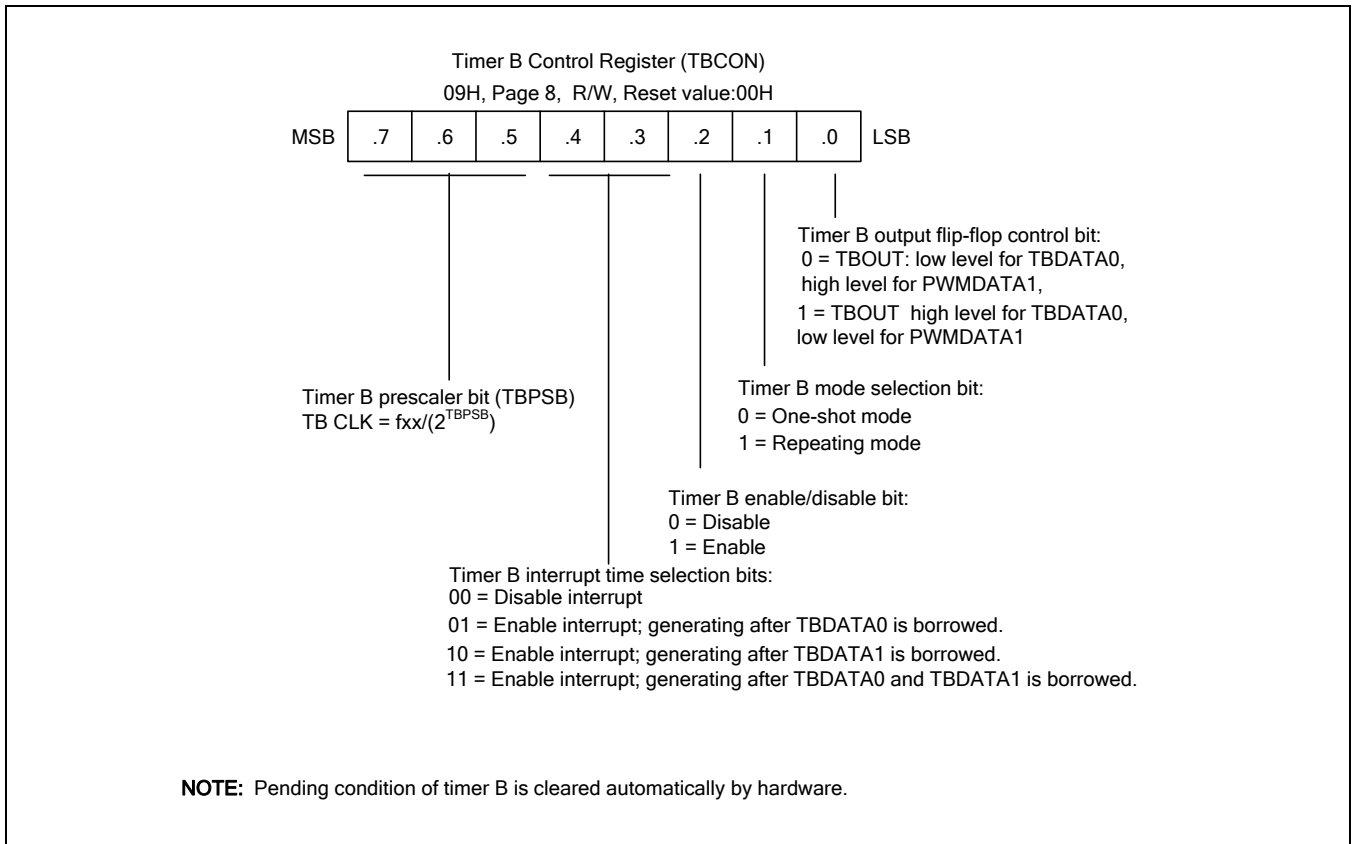 Timer B Control Register (TBCON)
09H, Page 8, R/W, Reset value:00H
MSB .7 .6 .5 .4 .3 .2 .1 .0 LSB
Timer B output flip-flop control bit:
0 = TBOUT: low level for TBDATA0,
high level for PWMDATA1,
1 = TBOUT high level for TBDATA0,
low level for PWMDATA1
Timer B mode selection bit:
0 = One-shot mode
1 = Repeating mode
Timer B prescaler bit (TBPSB)
TB CLK = fxx/(2^TBPSB)
Timer B enable/disable bit:
0 = Disable
1 = Enable
Timer B interrupt time selection bits:
00 = Disable interrupt
01 = Enable interrupt; generating after TBDATA0 is borrowed.
10 = Enable interrupt; generating after TBDATA1 is borrowed.
11 = Enable interrupt; generating after TBDATA0 and TBDATA1 is borrowed.
NOTE: Pending condition of timer B is cleared automatically by hardware.